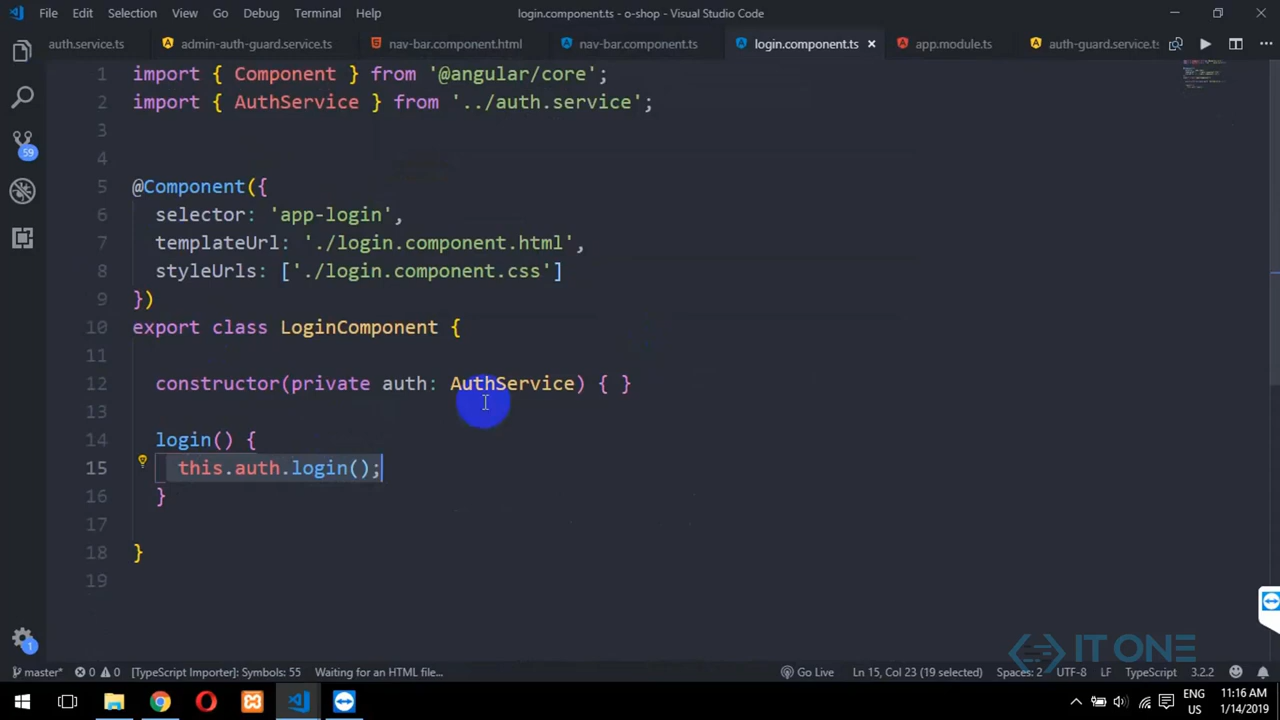 File Edit Selection View Go Debug Terminal Help login.component.ts - o-shop - Visual Studio Code
auth.service.ts admin-auth-guard.service.ts nav-bar.component.html nav-bar.component.ts login.component.ts app.module.ts auth-guard.service.ts
1 import { Component } from '@angular/core';
2 import { AuthService } from '../auth.service';
3
4
5 @Component({
6 selector: 'app-login',
7 templateUrl: './login.component.html',
8 styleUrls: ['./login.component.css']
9 })
10 export class LoginComponent {
11
12 constructor(private auth: AuthService) { }
13
14 login() {
15 this.auth.login();
16 }
17
18 }
19
59
1
IT ONE
master* 0 0 [TypeScript Importer]: Symbols: 55 Waiting for an HTML file... Go Live Ln 15, Col 23 (19 selected) Spaces: 2 UTF-8 LF TypeScript 3.2.2
ENG 11:16 AM
US 1/14/2019